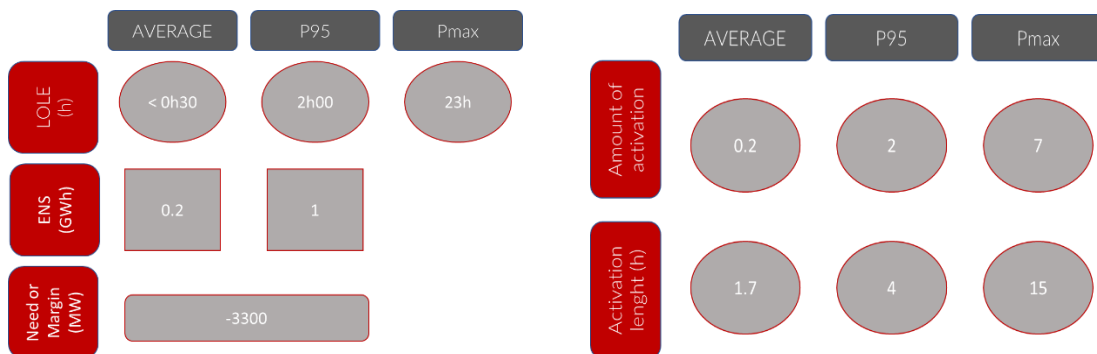 AVERAGE
P95
Pmax
LOLE
(h)
< 0h30
2h00
23h
ENS
(GWh)
0.2
1
Need or
Margin
(MW)
-3300
AVERAGE
P95
Pmax
Amount of
activation
0.2
2
7
Activation
lenght (h)
1.7
4
15